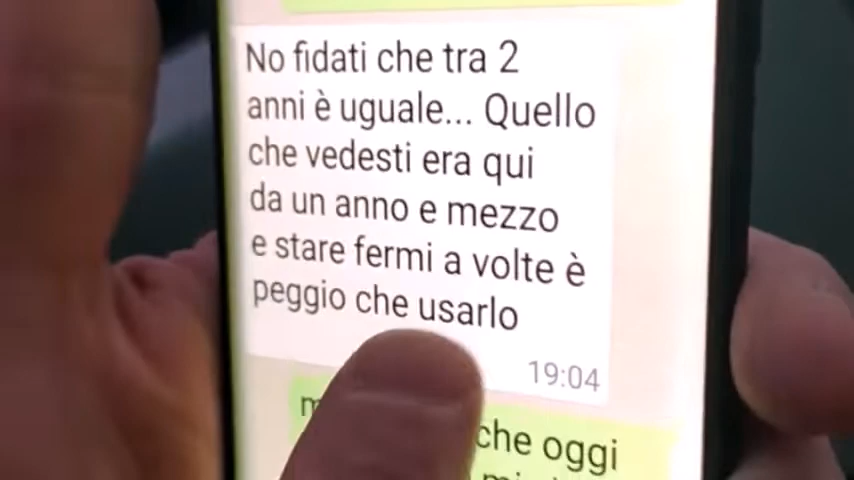 No fidati che tra 2
anni è uguale... Quello
che vedesti era qui
da un anno e mezzo
e stare fermi a volte è
peggio che usarlo
19:04
che oggi